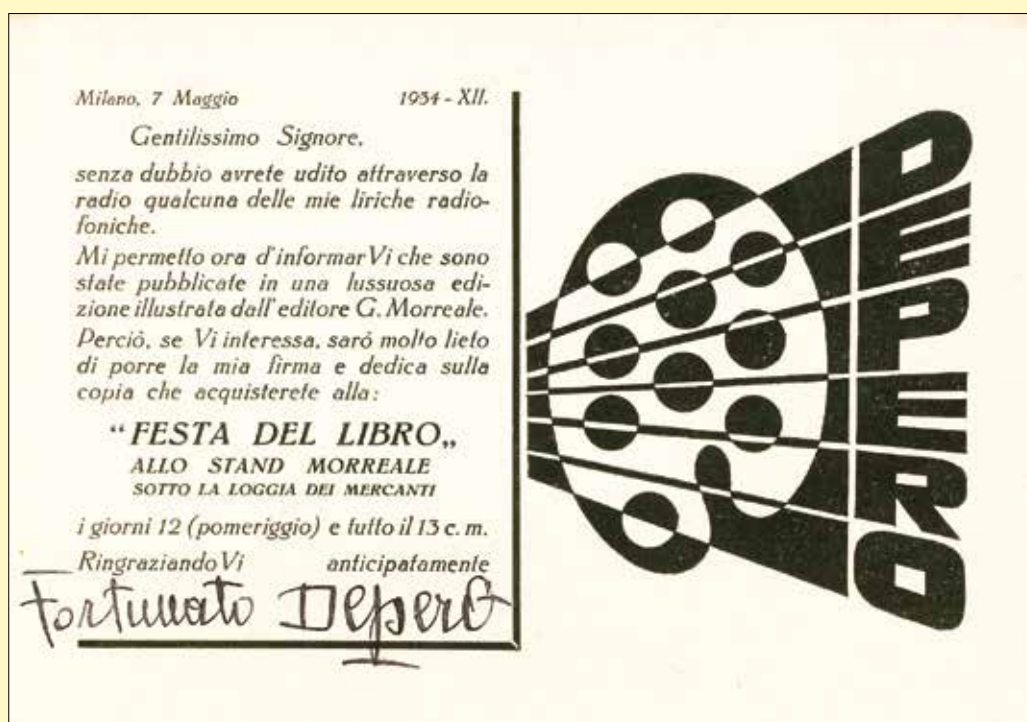 Milano, 7 Maggio 1934 - XII.
Gentilissimo Signore,
senza dubbio avrete udito attraverso la
radio qualcuna delle mie liriche radio-
foniche.
Mi permetto ora d'informarVi che sono
state pubblicate in una lussuosa edi-
zione illustrata dall'editore G. Morreale.
Perciò, se Vi interessa, sarò molto lieto
di porre la mia firma e dedica sulla
copia che acquisterete alla:
“FESTA DEL LIBRO„
ALLO STAND MORREALE
SOTTO LA LOGGIA DEI MERCANTI
i giorni 12 (pomeriggio) e tutto il 13 c. m.
RingraziandoVi anticipatamente
Fortunato Depero
DEPERO